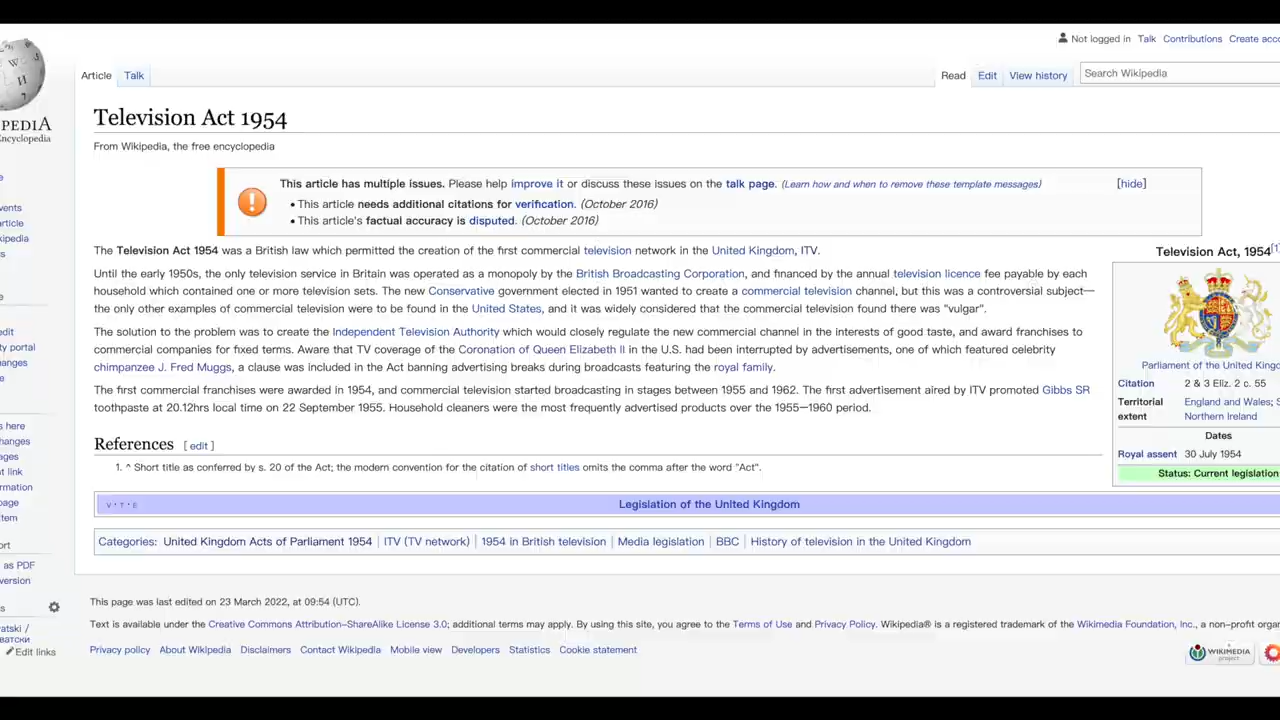 Not logged in Talk Contributions Create acco
PEDIA
Encyclopedia
Article Talk Read Edit View history Search Wikipedia
Television Act 1954
From Wikipedia, the free encyclopedia
This article has multiple issues. Please help improve it or discuss these issues on the talk page. (Learn how and when to remove these template messages) [hide]
• This article needs additional citations for verification. (October 2016)
• This article's factual accuracy is disputed. (October 2016)
The Television Act 1954 was a British law which permitted the creation of the first commercial television network in the United Kingdom, ITV.
Until the early 1950s, the only television service in Britain was operated as a monopoly by the British Broadcasting Corporation, and financed by the annual television licence fee payable by each
household which contained one or more television sets. The new Conservative government elected in 1951 wanted to create a commercial television channel, but this was a controversial subject—
the only other examples of commercial television were to be found in the United States, and it was widely considered that the commercial television found there was "vulgar".
The solution to the problem was to create the Independent Television Authority which would closely regulate the new commercial channel in the interests of good taste, and award franchises to
commercial companies for fixed terms. Aware that TV coverage of the Coronation of Queen Elizabeth II in the U.S. had been interrupted by advertisements, one of which featured celebrity
chimpanzee J. Fred Muggs, a clause was included in the Act banning advertising breaks during broadcasts featuring the royal family.
The first commercial franchises were awarded in 1954, and commercial television started broadcasting in stages between 1955 and 1962. The first advertisement aired by ITV promoted Gibbs SR
toothpaste at 20.12hrs local time on 22 September 1955. Household cleaners were the most frequently advertised products over the 1955—1960 period.
Television Act, 1954[1]
Parliament of the United Kingd
Citation 2 & 3 Eliz. 2 c. 55
Territorial extent England and Wales; S
Northern Ireland
Dates
Royal assent 30 July 1954
Status: Current legislation
References [ edit ]
1. ^ Short title as conferred by s. 20 of the Act; the modern convention for the citation of short titles omits the comma after the word "Act".
V · T · E Legislation of the United Kingdom
Categories: United Kingdom Acts of Parliament 1954 | ITV (TV network) | 1954 in British television | Media legislation | BBC | History of television in the United Kingdom
vents
rticle
kipedia
s
e
edit
ty portal
hanges
e
s here
hanges
ages
t link
rmation
page
tem
ort
as PDF
version
s
atski /
ватски
Edit links
This page was last edited on 23 March 2022, at 09:54 (UTC).
Text is available under the Creative Commons Attribution–ShareAlike License 3.0; additional terms may apply. By using this site, you agree to the Terms of Use and Privacy Policy. Wikipedia® is a registered trademark of the Wikimedia Foundation, Inc., a non–profit organ
Privacy policy About Wikipedia Disclaimers Contact Wikipedia Mobile view Developers Statistics Cookie statement
WIKIMEDIA
project